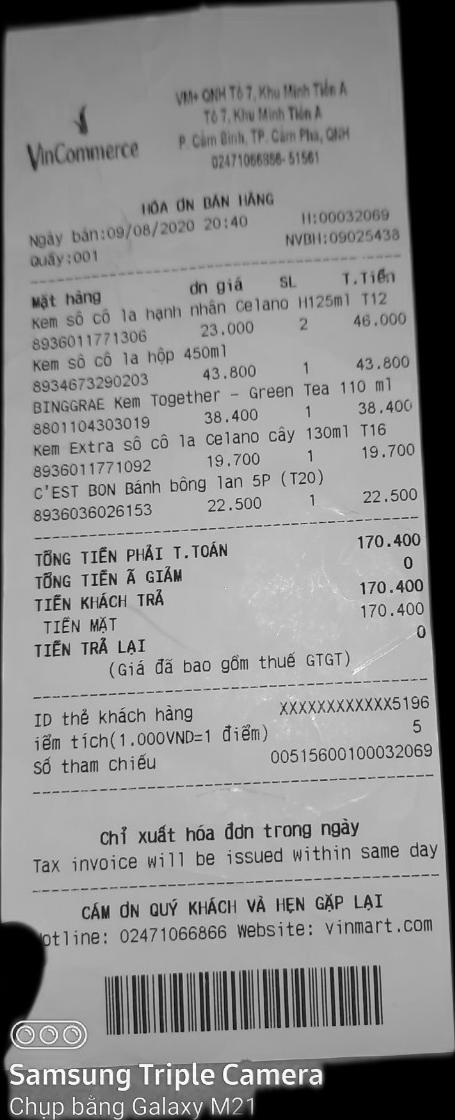 VinCommerce
VM+ QNH Tổ 7, Khu Minh Tiến A
Tổ 7, Khu Minh Tiến A
P. Cẩm Bình, TP. Cẩm Phả, QNH
02471066866-51561
HÓA ƠN BÁN HÀNG
Ngày bán:09/08/2020 20:40 H:00032069
Quầy:001 NVBH:09025438
Mặt hàng ơn giá SL T.Tiền
Kem sô cô la hạnh nhân Celano H125ml T12
8936011771306 23.000 2 46.000
Kem sô cô la hộp 450ml
8934673290203 43.800 1 43.800
BINGGRAE Kem Together - Green Tea 110 ml
8801104303019 38.400 1 38.400
Kem Extra sô cô la Celano cây 130ml T16
8936011771092 19.700 1 19.700
C'EST BON Bánh bông lan 5P (T20)
8936036026153 22.500 1 22.500
TỔNG TIỀN PHẢI T.TOÁN 170.400
TỔNG TIỀN Ã GIẢM 0
TIỀN KHÁCH TRẢ 170.400
TIỀN MẶT 170.400
TIỀN TRẢ LẠI 0
(Giá đã bao gồm thuế GTGT)
ID thẻ khách hàng XXXXXXXXXXXX5196
iểm tích(1.000VND=1 điểm) 5
Số tham chiếu 00515600100032069
Chỉ xuất hóa đơn trong ngày
Tax invoice will be issued within same day
CẢM ƠN QUÝ KHÁCH VÀ HẸN GẶP LẠI
otline: 02471066866 Website: vinmart.com
Samsung Triple Camera
Chụp bằng Galaxy M21